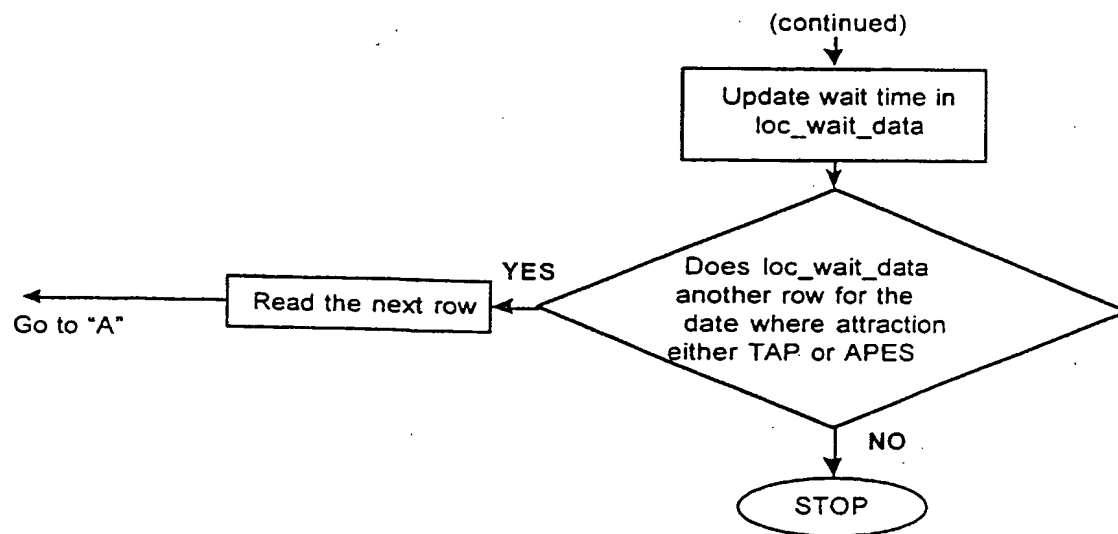 (continued)
Update wait time in
loc_wait_data
Does loc_wait_data
another row for the
date where attraction
either TAP or APES
YES
Read the next row
Go to "A"
NO
STOP